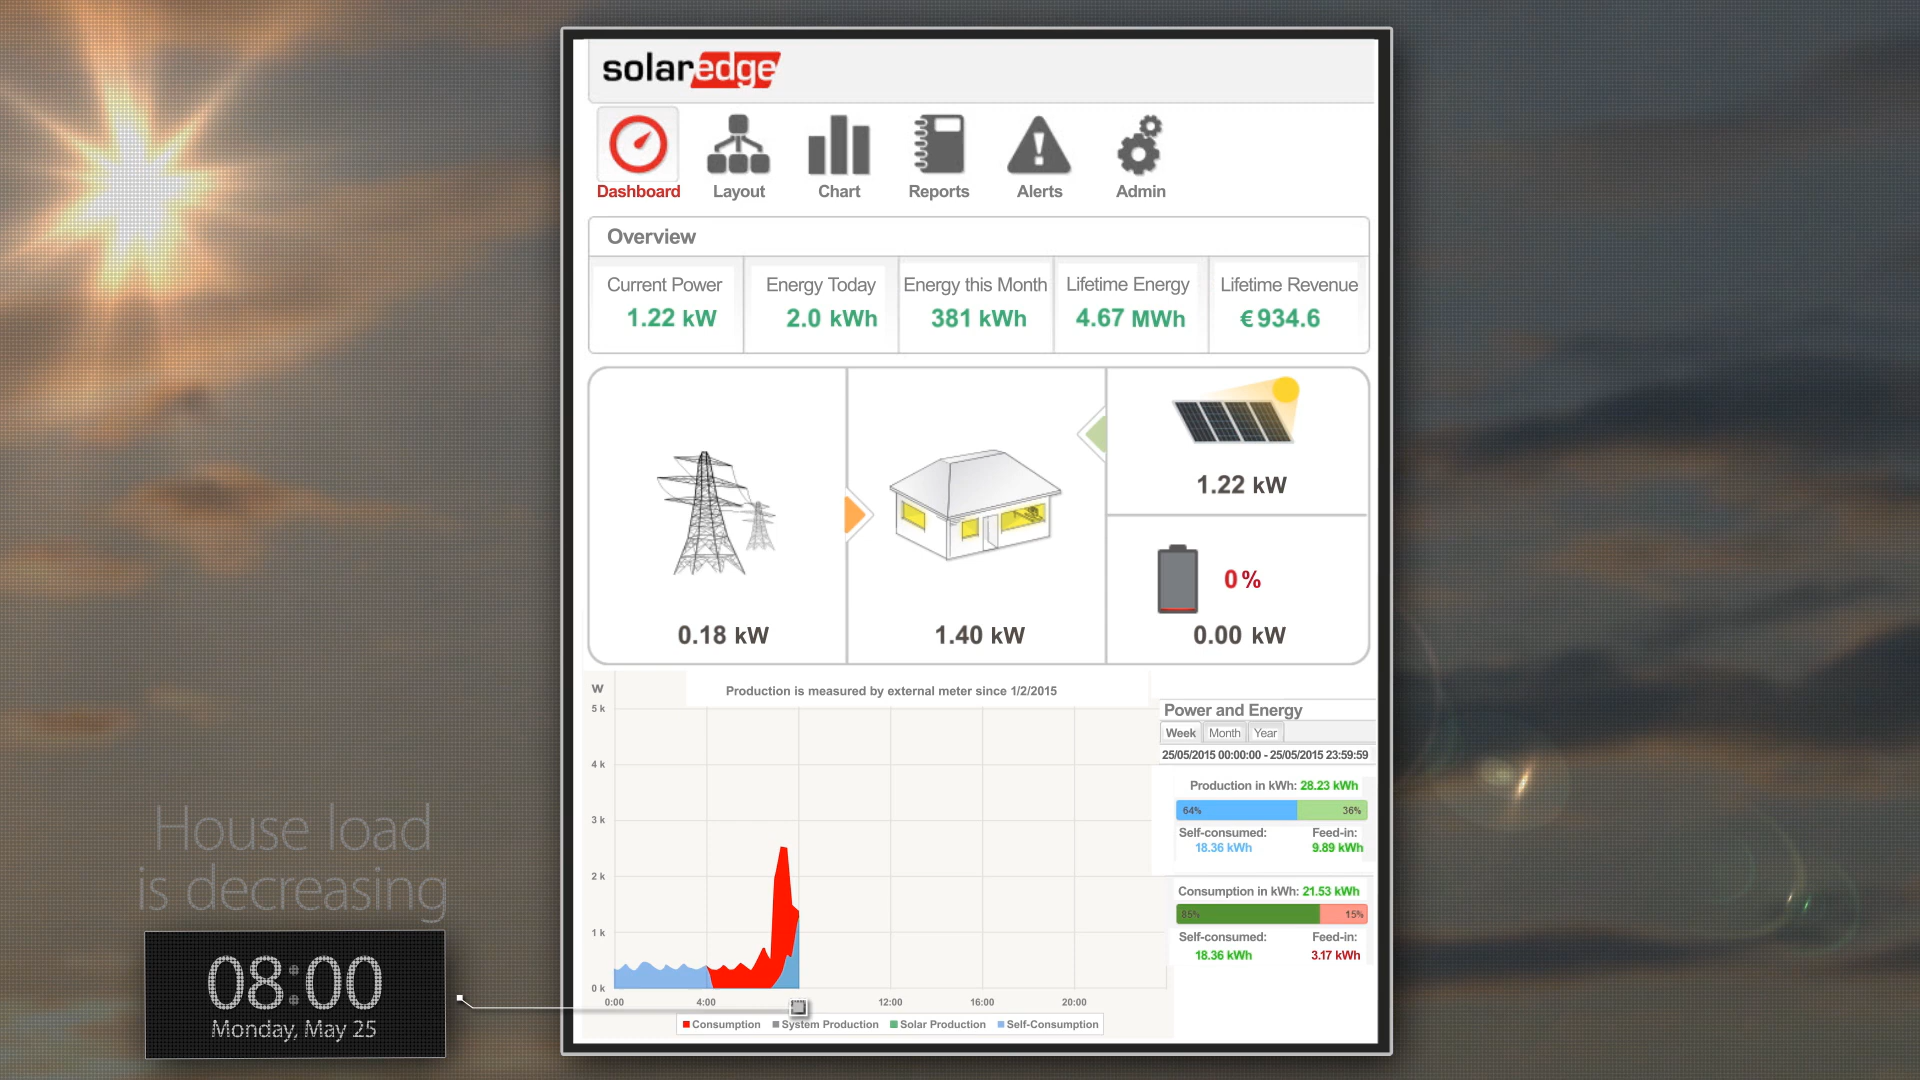 solaredge
Dashboard
Layout
Chart
Reports
Alerts
Admin
Overview
Current Power
1.22 kW
Energy Today
2.0 kWh
Energy this Month
381 kWh
Lifetime Energy
4.67 MWh
Lifetime Revenue
€934.6
1.22 kW
0%
0.18 kW
1.40 kW
0.00 kW
W
Production is measured by external meter since 1/2/2015
5 k
4 k
3 k
2 k
1 k
0 k
0:00
4:00
12:00
16:00
20:00
Consumption
System Production
Solar Production
Self-Consumption
Power and Energy
Week
Month
Year
25/05/2015 00:00:00 - 25/05/2015 23:59:59
Production in kWh: 28.23 kWh
64%
36%
Self-consumed:
Feed-in:
18.36 kWh
9.89 kWh
Consumption in kWh: 21.53 kWh
85%
15%
Self-consumed:
Feed-in:
18.36 kWh
3.17 kWh
House load
is decreasing
08:00
Monday, May 25